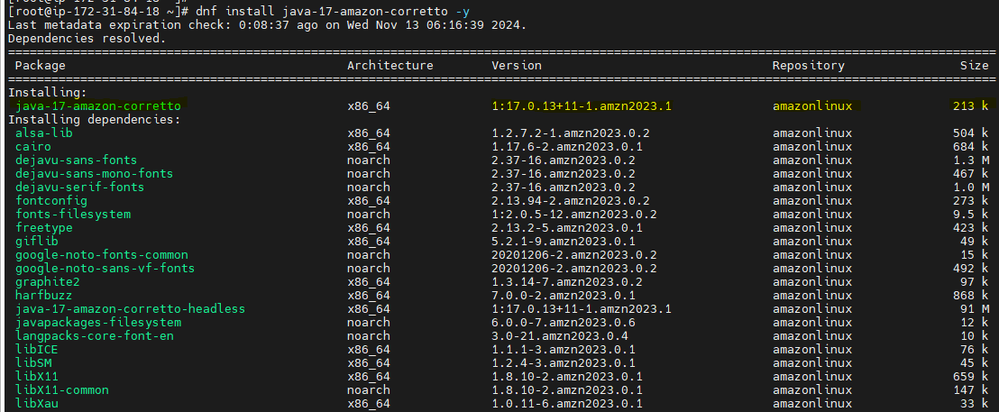 [root@ip-172-31-84-18 ~]#
[root@ip-172-31-84-18 ~]# dnf install java-17-amazon-corretto -y
Last metadata expiration check: 0:08:37 ago on Wed Nov 13 06:16:39 2024.
Dependencies resolved.
================================================================================
Package Architecture Version Repository Size
================================================================================
Installing:
java-17-amazon-corretto x86_64 1:17.0.13+11-1.amzn2023.1 amazonlinux 213 k
Installing dependencies:
alsa-lib x86_64 1.2.7.2-1.amzn2023.0.2 amazonlinux 504 k
cairo x86_64 1.17.6-2.amzn2023.0.1 amazonlinux 684 k
dejavu-sans-fonts noarch 2.37-16.amzn2023.0.2 amazonlinux 1.3 M
dejavu-sans-mono-fonts noarch 2.37-16.amzn2023.0.2 amazonlinux 467 k
dejavu-serif-fonts noarch 2.37-16.amzn2023.0.2 amazonlinux 1.0 M
fontconfig x86_64 2.13.94-2.amzn2023.0.2 amazonlinux 273 k
fonts-filesystem noarch 1:2.0.5-12.amzn2023.0.2 amazonlinux 9.5 k
freetype x86_64 2.13.2-5.amzn2023.0.1 amazonlinux 423 k
giflib x86_64 5.2.1-9.amzn2023.0.1 amazonlinux 49 k
google-noto-fonts-common noarch 20201206-2.amzn2023.0.2 amazonlinux 15 k
google-noto-sans-vf-fonts noarch 20201206-2.amzn2023.0.2 amazonlinux 492 k
graphite2 x86_64 1.3.14-7.amzn2023.0.2 amazonlinux 97 k
harfbuzz x86_64 7.0.0-2.amzn2023.0.1 amazonlinux 868 k
java-17-amazon-corretto-headless x86_64 1:17.0.13+11-1.amzn2023.1 amazonlinux 91 M
javapackages-filesystem noarch 6.0.0-7.amzn2023.0.6 amazonlinux 12 k
langpacks-core-font-en noarch 3.0-21.amzn2023.0.4 amazonlinux 10 k
libICE x86_64 1.1.1-3.amzn2023.0.1 amazonlinux 76 k
libSM x86_64 1.2.4-3.amzn2023.0.1 amazonlinux 45 k
libX11 x86_64 1.8.10-2.amzn2023.0.1 amazonlinux 659 k
libX11-common noarch 1.8.10-2.amzn2023.0.1 amazonlinux 147 k
libXau x86_64 1.0.11-6.amzn2023.0.1 amazonlinux 33 k